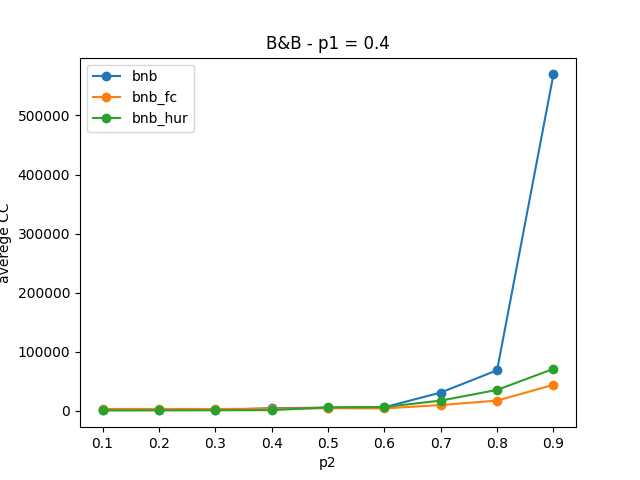 B&B - p1 = 0.4
bnb
bnb_fc
bnb_hur
500000
400000
300000
200000
100000
0
averege CC
0.1 0.2 0.3 0.4 0.5 0.6 0.7 0.8 0.9
p2